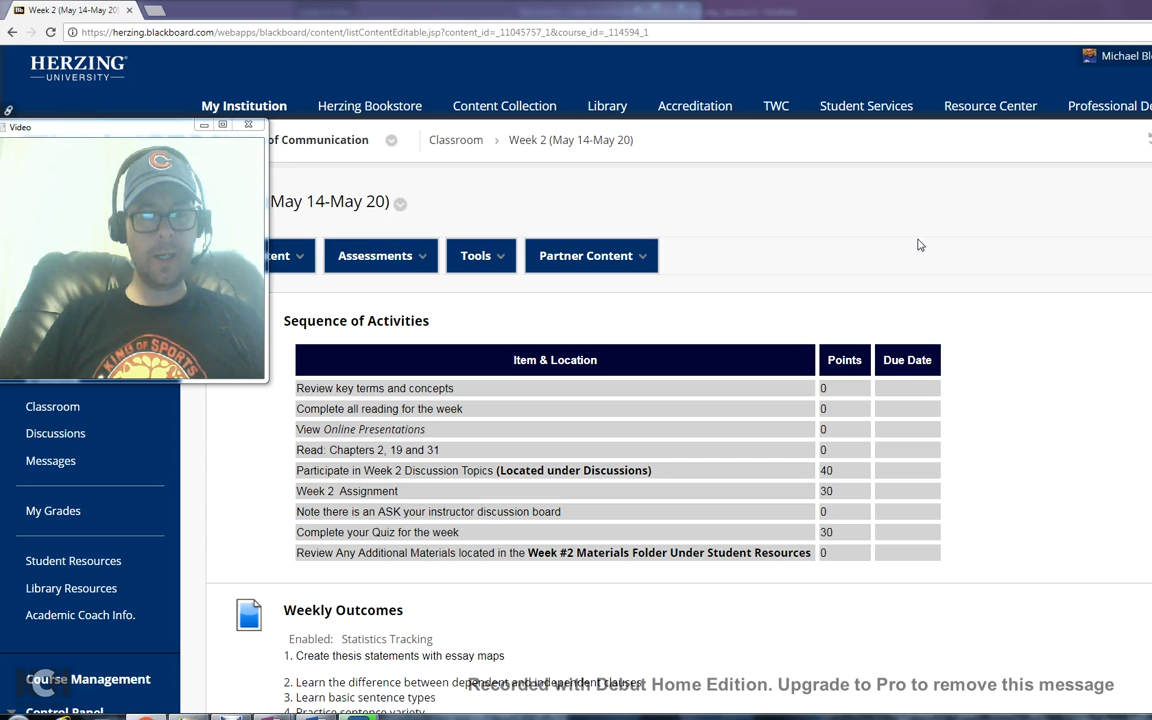 Week 2 (May 14-May 20)
https://herzing.blackboard.com/webapps/blackboard/content/listContentEditable.jsp?content_id=_11045757_1&course_id=_114594_1
HERZING
UNIVERSITY
Michael Bl
My Institution Herzing Bookstore Content Collection Library Accreditation TWC Student Services Resource Center Professional De
Video
of Communication Classroom > Week 2 (May 14-May 20)
May 14-May 20)
ent Assessments Tools Partner Content
C
KING OF SPORTS
Sequence of Activities
Item & Location Points Due Date
Review key terms and concepts 0
Complete all reading for the week 0
View Online Presentations 0
Read: Chapters 2, 19 and 31 0
Participate in Week 2 Discussion Topics (Located under Discussions) 40
Week 2 Assignment 30
Note there is an ASK your instructor discussion board 0
Complete your Quiz for the week 30
Review Any Additional Materials located in the Week #2 Materials Folder Under Student Resources 0
Classroom
Discussions
Messages
My Grades
Student Resources
Library Resources
Academic Coach Info.
Course Management
Control Panel
Weekly Outcomes
Enabled: Statistics Tracking
1. Create thesis statements with essay maps
2. Learn the difference between dependent and independent clauses
3. Learn basic sentence types
4. Practice sentence variety
Recorded with Debut Home Edition. Upgrade to Pro to remove this message